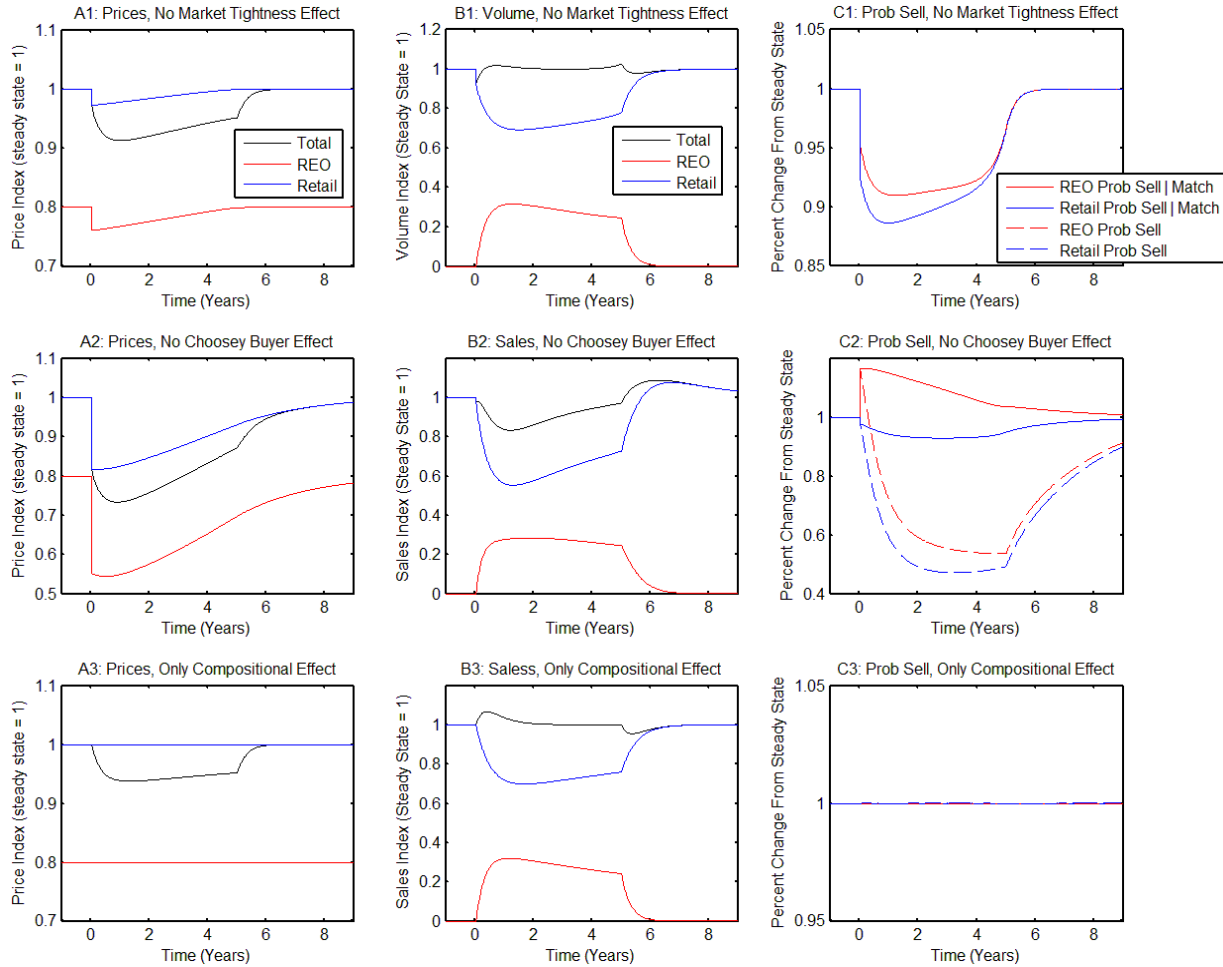 A1: Prices, No Market Tightness Effect
1.1
1
0.9
0.8
0.7
Price Index (steady state = 1)
Total
REO
Retail
0 2 4 6 8
Time (Years)
B1: Volume, No Market Tightness Effect
1.2
1
0.8
0.6
0.4
0.2
0
Volume Index (Steady State = 1)
Total
REO
Retail
0 2 4 6 8
Time (Years)
C1: Prob Sell, No Market Tightness Effect
1.05
1
0.95
0.9
0.85
Percent Change From Steady State
REO Prob Sell | Match
Retail Prob Sell | Match
REO Prob Sell
Retail Prob Sell
0 2 4 6 8
Time (Years)
A2: Prices, No Choosey Buyer Effect
1.1
1
0.9
0.8
0.7
0.6
0.5
Price Index (steady state = 1)
0 2 4 6 8
Time (Years)
B2: Sales, No Choosey Buyer Effect
1
0.8
0.6
0.4
0.2
0
Sales Index (Steady State = 1)
0 2 4 6 8
Time (Years)
C2: Prob Sell, No Choosey Buyer Effect
1
0.8
0.6
0.4
Percent Change From Steady State
0 2 4 6 8
Time (Years)
A3: Prices, Only Compositional Effect
1.1
1
0.9
0.8
0.7
Price Index (steady state = 1)
0 2 4 6 8
Time (Years)
B3: Saless, Only Compositional Effect
1
0.8
0.6
0.4
0.2
0
Sales Index (Steady State = 1)
0 2 4 6 8
Time (Years)
C3: Prob Sell, Only Compositional Effect
1.05
1
0.95
Percent Change From Steady State
0 2 4 6 8
Time (Years)